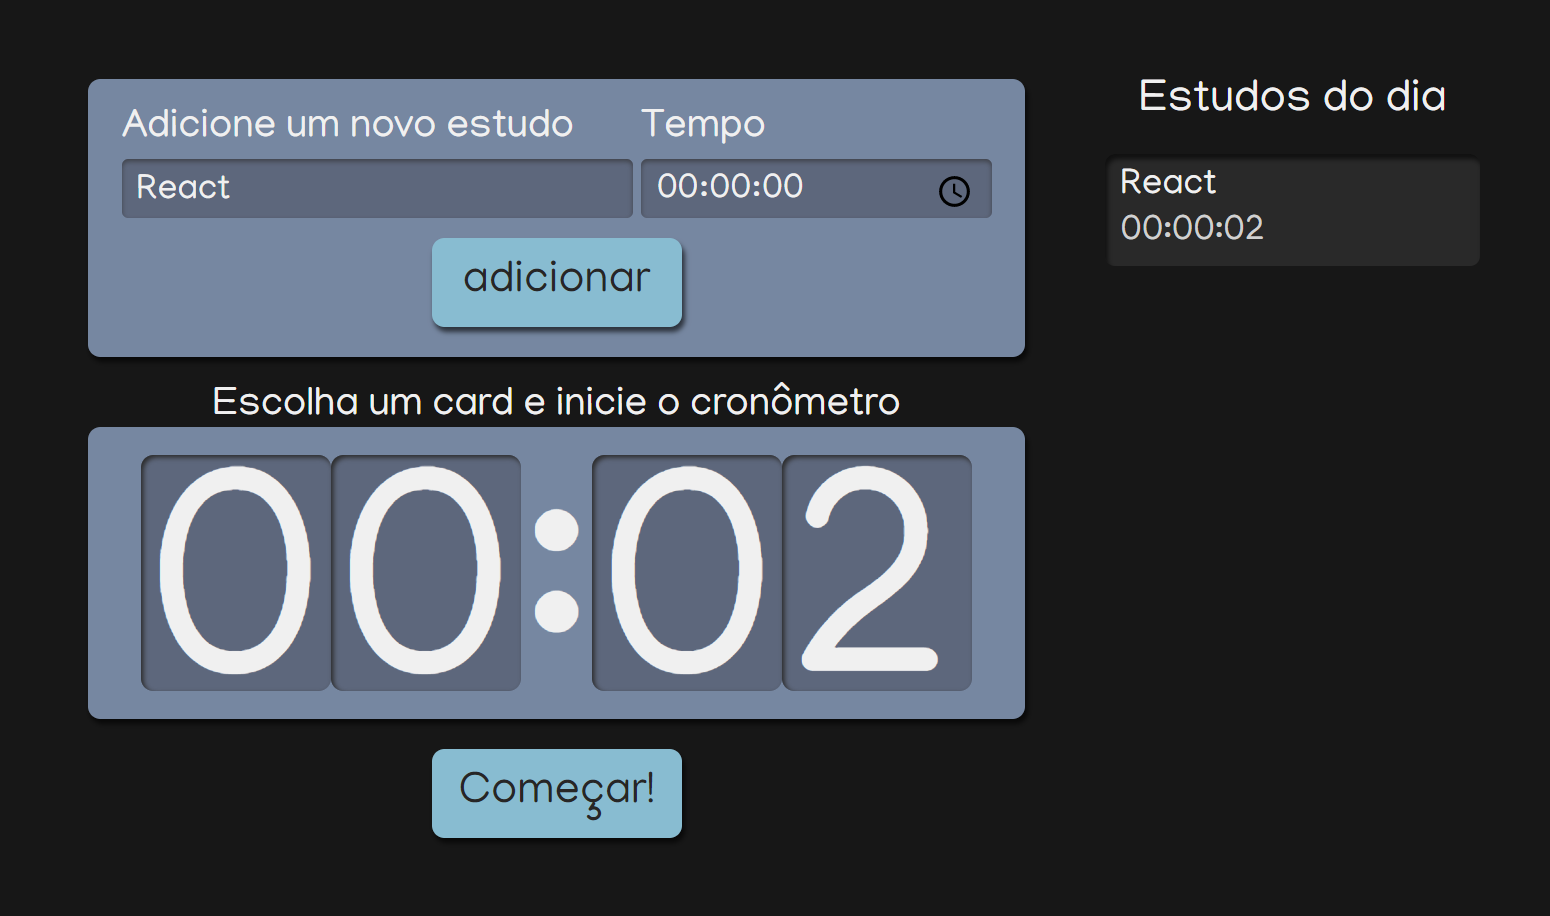 Adicione um novo estudo
React
Tempo
00:00:00
adicionar
Escolha um card e inicie o cronômetro
00:02
Começar!
Estudos do dia
React
00:00:02